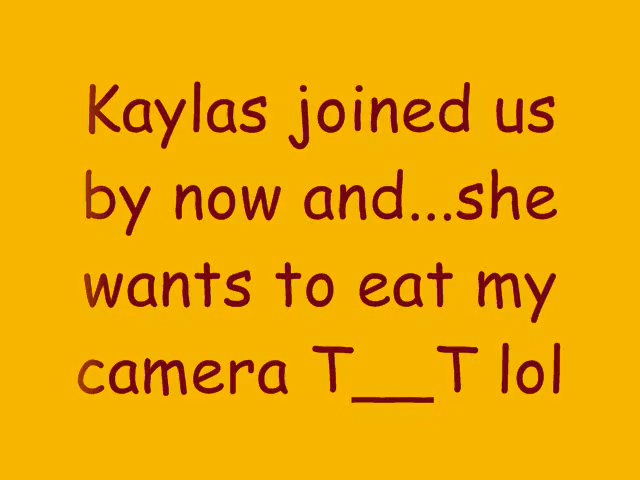 Kaylas joined us
by now and...she
wants to eat my
camera T__T lol